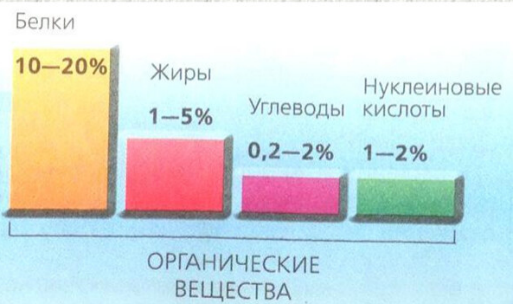 Белки
10—20%
Жиры
1—5%
Углеводы
0,2—2%
Нуклеиновые
кислоты
1—2%
ОРГАНИЧЕСКИЕ
ВЕЩЕСТВА